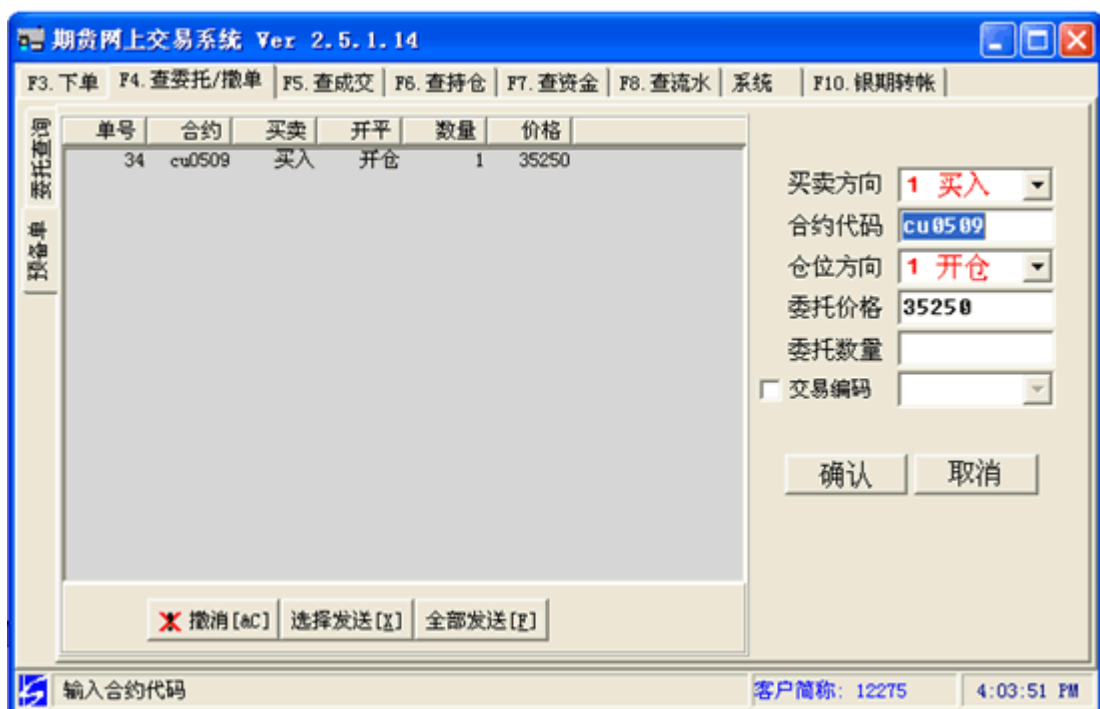 期货网上交易系统 Ver 2.5.1.14
F3.下单 F4.查委托/撤单 F5.查成交 F6.查持仓 F7.查资金 F8.查流水 系统 F10.银期转帐
委托查询
预备单
单号 合约 买卖 开平 数量 价格
34 cu0509 买入 开仓 1 35250
买卖方向 1 买入
合约代码 cu0509
仓位方向 1 开仓
委托价格 35250
委托数量
交易编码
确认 取消
撤消[&C] 选择发送[X] 全部发送[F]
输入合约代码 客户简称: 12275 4:03:51 PM